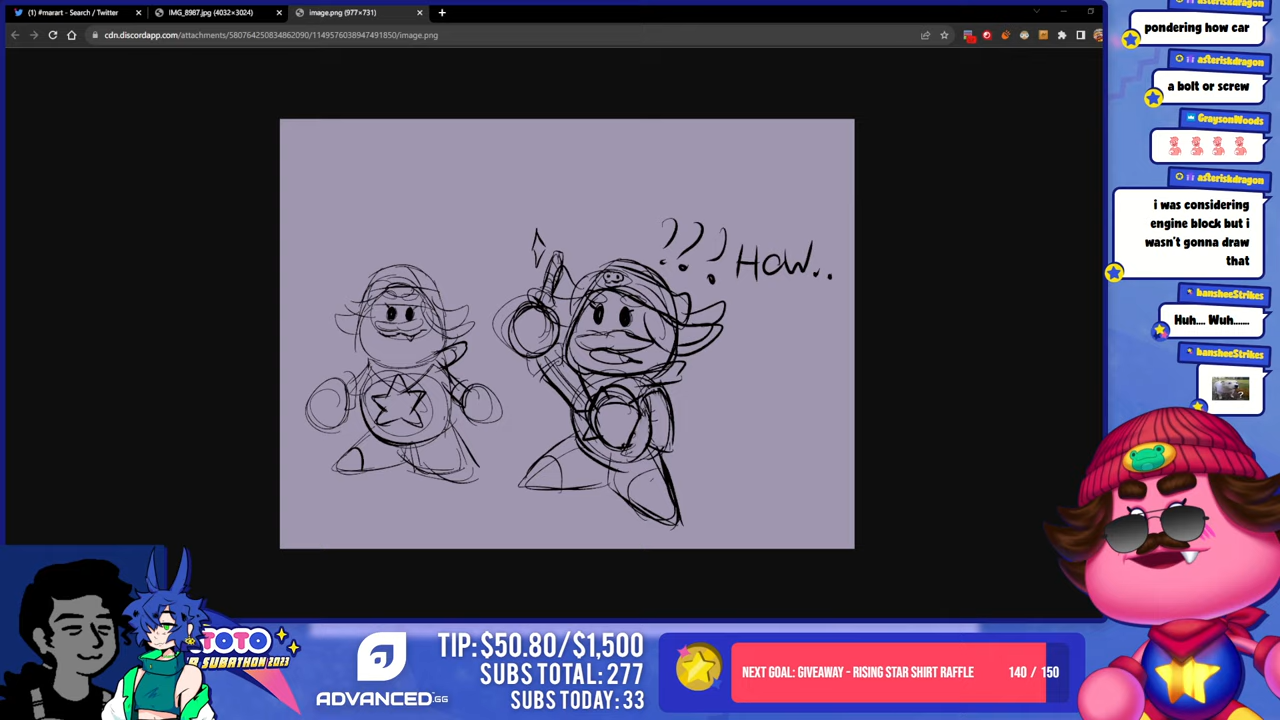 (1) #marart - Search / Twitter
IMG_8987.jpg (4032×3024)
image.png (977×731)
cdn.discordapp.com/attachments/580764250834862090/1149576038947491850/image.png
??? HOW..
asteriskdragon
pondering how car
asteriskdragon
a bolt or screw
GraysonWoods
asteriskdragon
i was considering
engine block but i
wasn't gonna draw
that
bansheeStrikes
Huh.... Wuh.......
bansheeStrikes
TOTO
SUBATHON 2023
ADVANCED.GG
TIP: $50.80/$1,500
SUBS TOTAL: 277
SUBS TODAY: 33
NEXT GOAL: GIVEAWAY - RISING STAR SHIRT RAFFLE 140 / 150